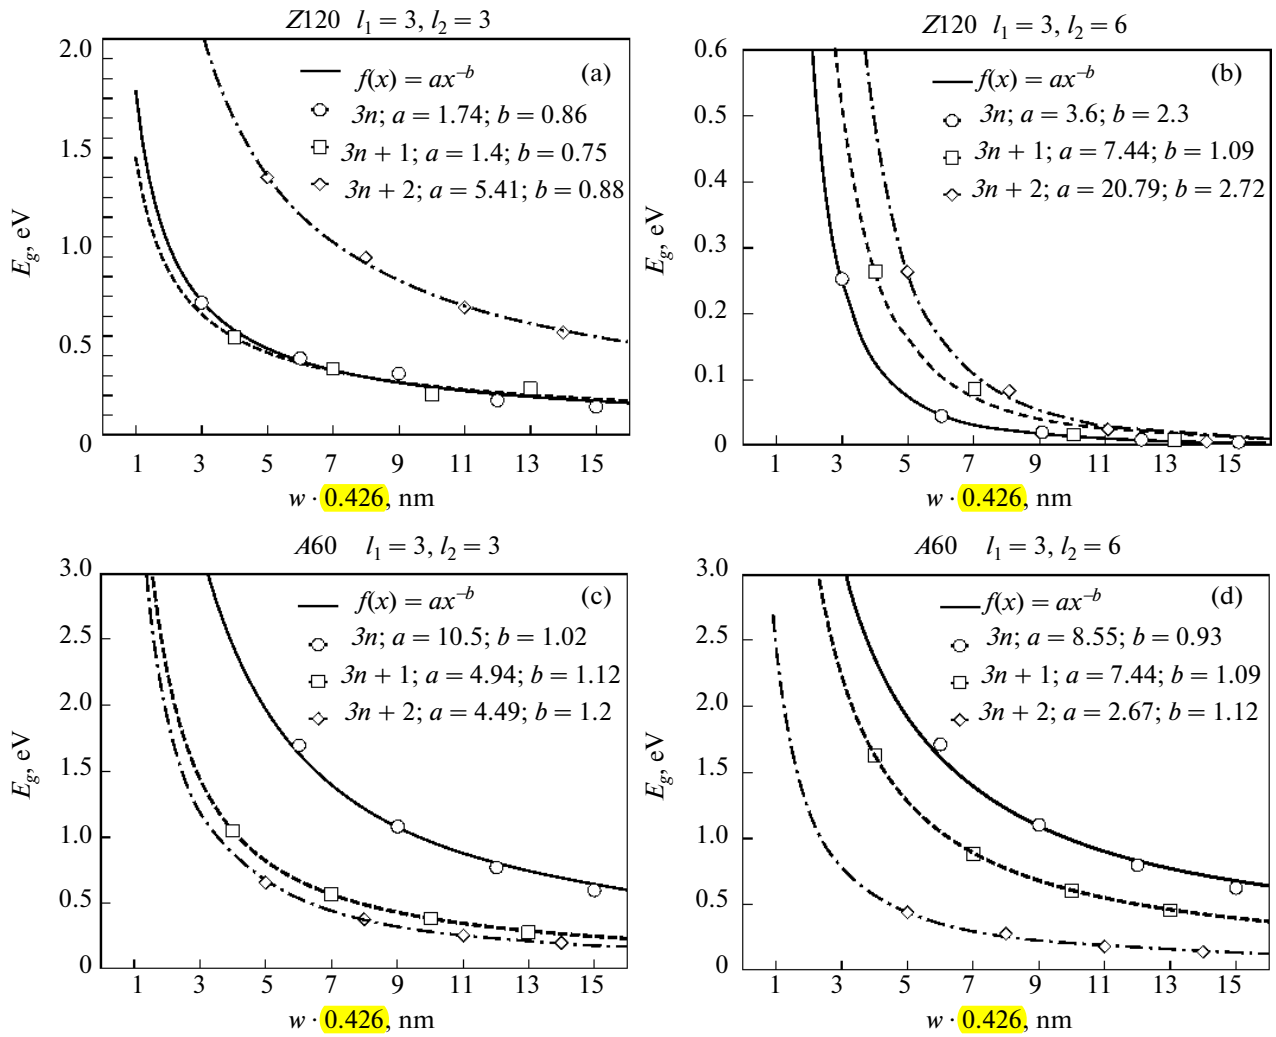 Z120 l₁ = 3, l₂ = 3
2.0
1.5
1.0
0.5
0
E_g, eV
(a)
f(x) = ax⁻ᵇ
3n; a = 1.74; b = 0.86
3n + 1; a = 1.4; b = 0.75
3n + 2; a = 5.41; b = 0.88
1 3 5 7 9 11 13 15
w · 0.426, nm
Z120 l₁ = 3, l₂ = 6
0.6
0.5
0.4
0.3
0.2
0.1
0
E_g, eV
(b)
f(x) = ax⁻ᵇ
3n; a = 3.6; b = 2.3
3n + 1; a = 7.44; b = 1.09
3n + 2; a = 20.79; b = 2.72
1 3 5 7 9 11 13 15
w · 0.426, nm
A60 l₁ = 3, l₂ = 3
3.0
2.5
2.0
1.5
1.0
0.5
0
E_g, eV
(c)
f(x) = ax⁻ᵇ
3n; a = 10.5; b = 1.02
3n + 1; a = 4.94; b = 1.12
3n + 2; a = 4.49; b = 1.2
1 3 5 7 9 11 13 15
w · 0.426, nm
A60 l₁ = 3, l₂ = 6
3.0
2.5
2.0
1.5
1.0
0.5
0
E_g, eV
(d)
f(x) = ax⁻ᵇ
3n; a = 8.55; b = 0.93
3n + 1; a = 7.44; b = 1.09
3n + 2; a = 2.67; b = 1.12
1 3 5 7 9 11 13 15
w · 0.426, nm